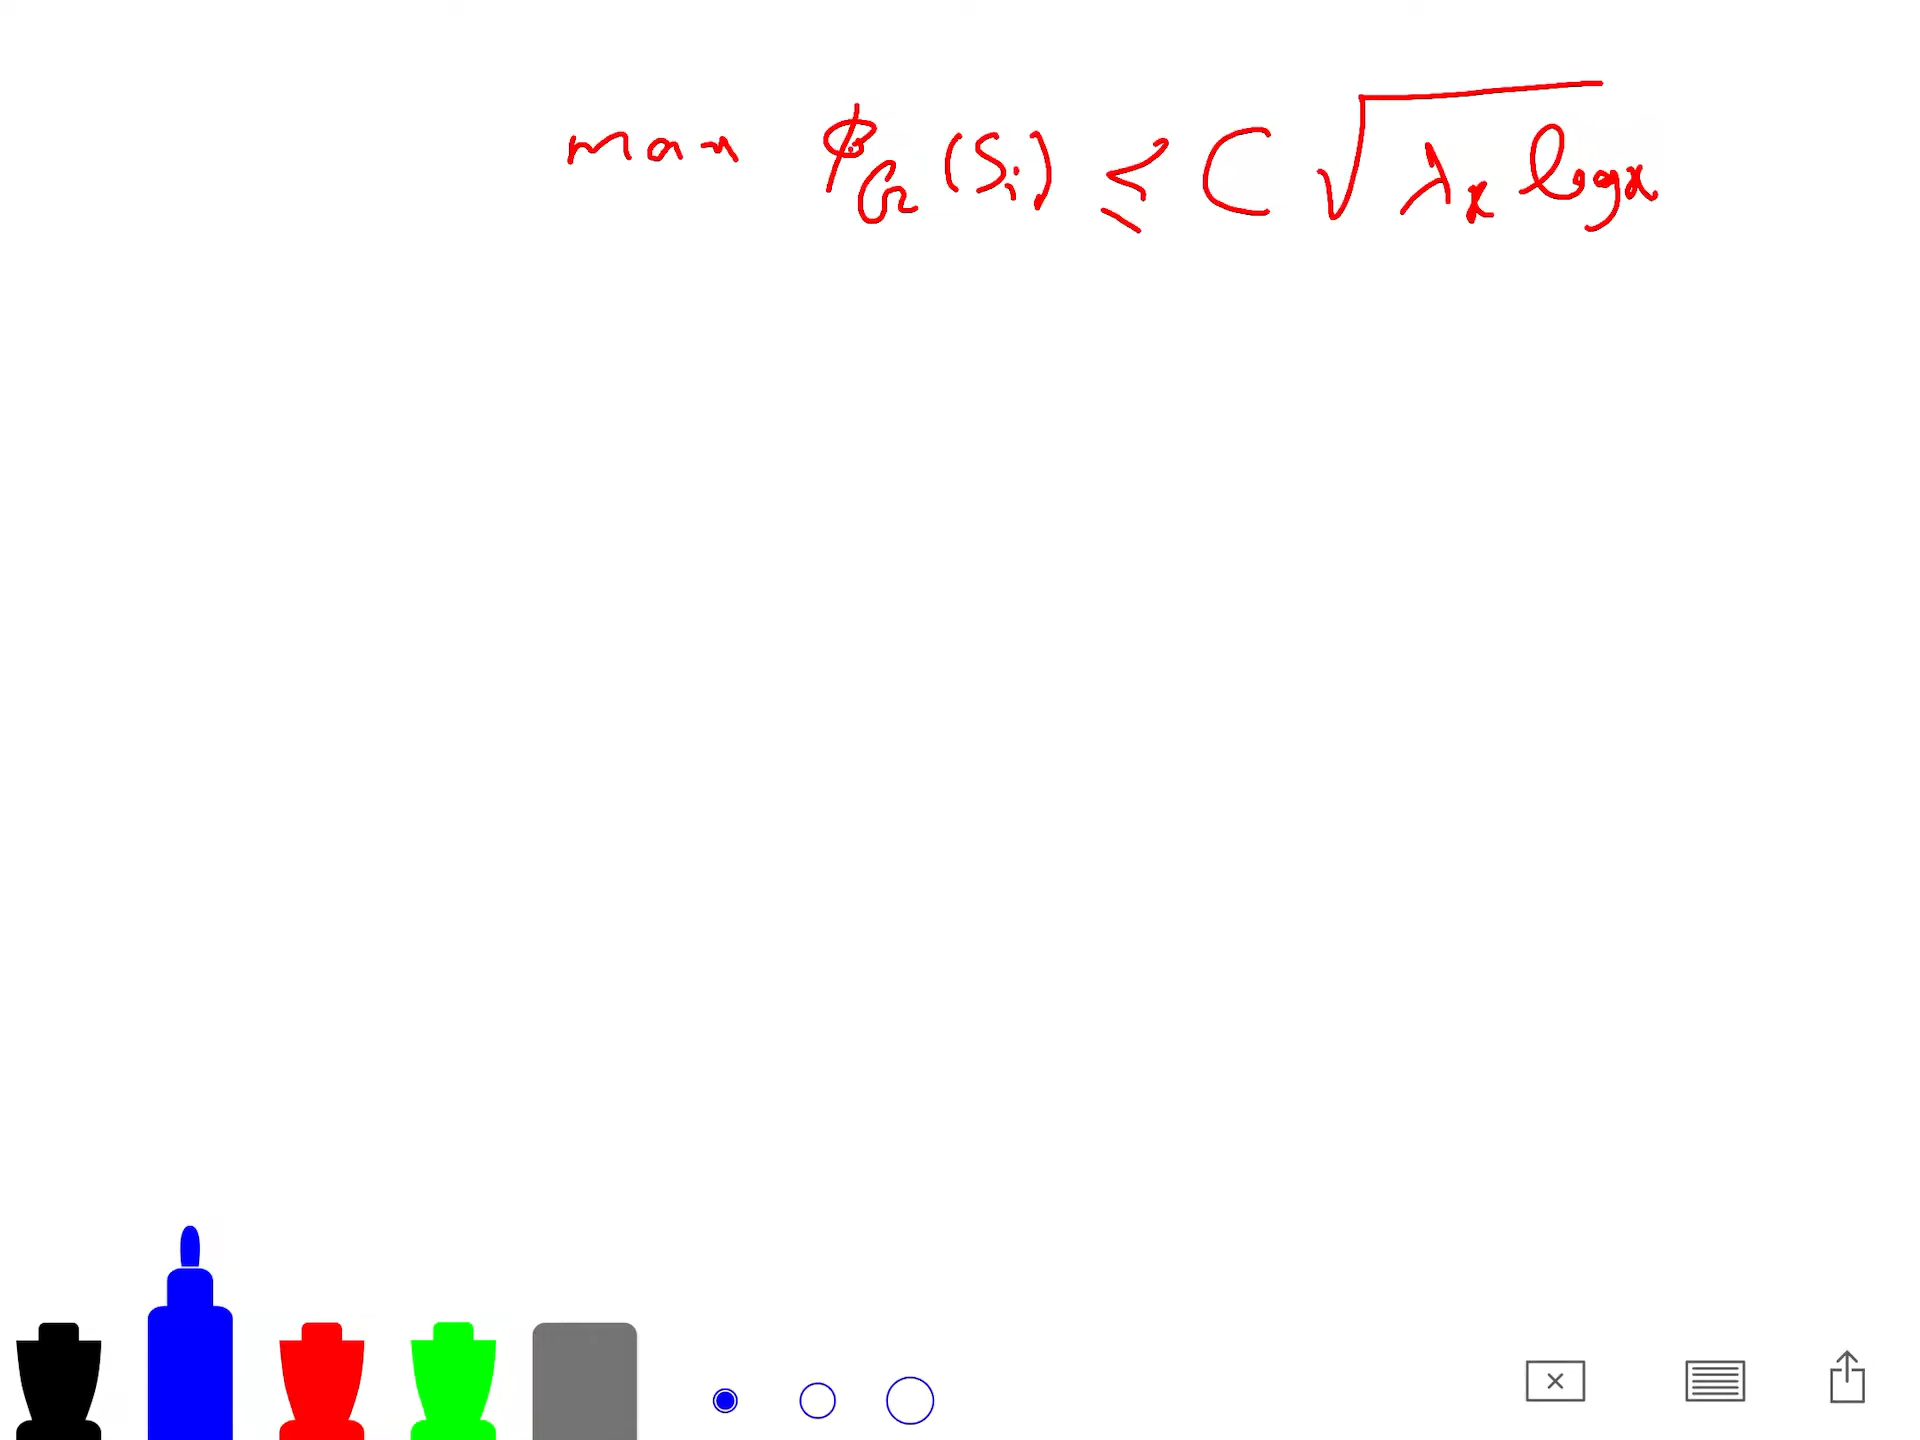 max ϕ_G (S_i) ≤ C √(λ_k log k)